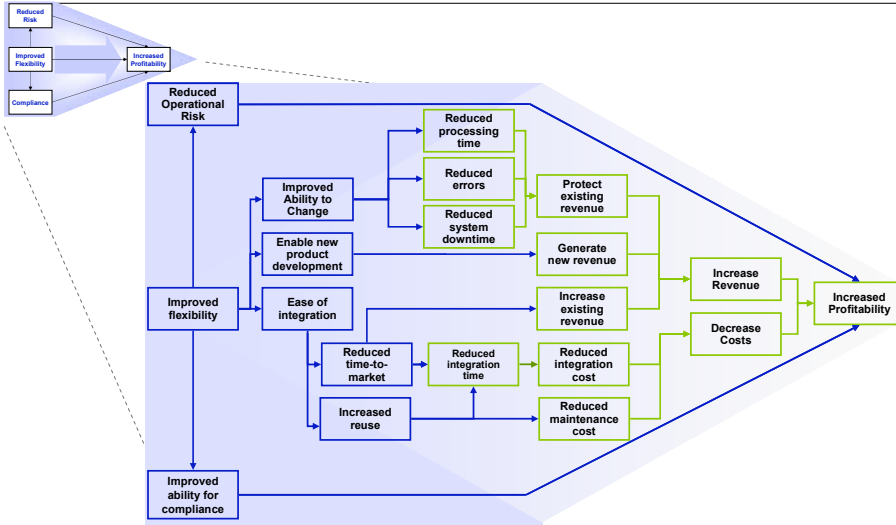 Reduced
Risk
Improved
Flexibility
Increased
Profitability
Compliance
Reduced
Operational
Risk
Reduced
processing
time
Improved
Ability to
Change
Reduced
errors
Protect
existing
revenue
Reduced
system
downtime
Enable new
product
development
Generate
new revenue
Increase
Revenue
Improved
flexibility
Ease of
integration
Increase
existing
revenue
Increased
Profitability
Decrease
Costs
Reduced
time-to-
market
Reduced
integration
time
Reduced
integration
cost
Increased
reuse
Reduced
maintenance
cost
Improved
ability for
compliance